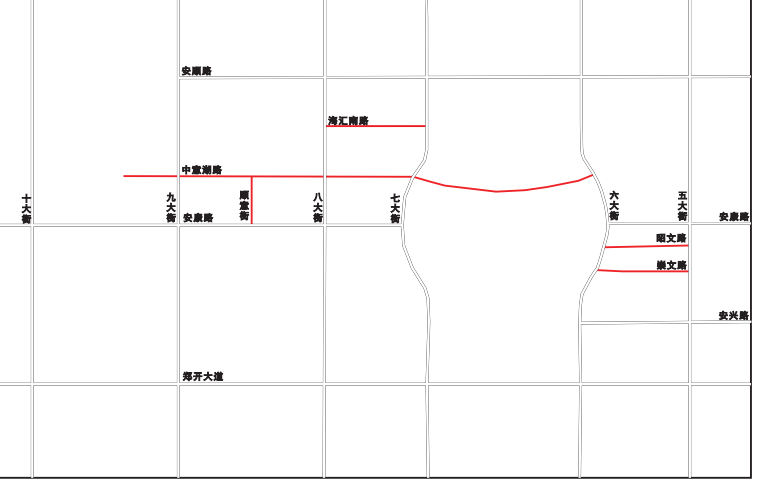 安顺路
海汇南路
中意湖路
十大街
九大街
顺意街
八大街
七大街
六大街
五大街
安康路
安康路
昭文路
崇文路
安兴路
郑开大道